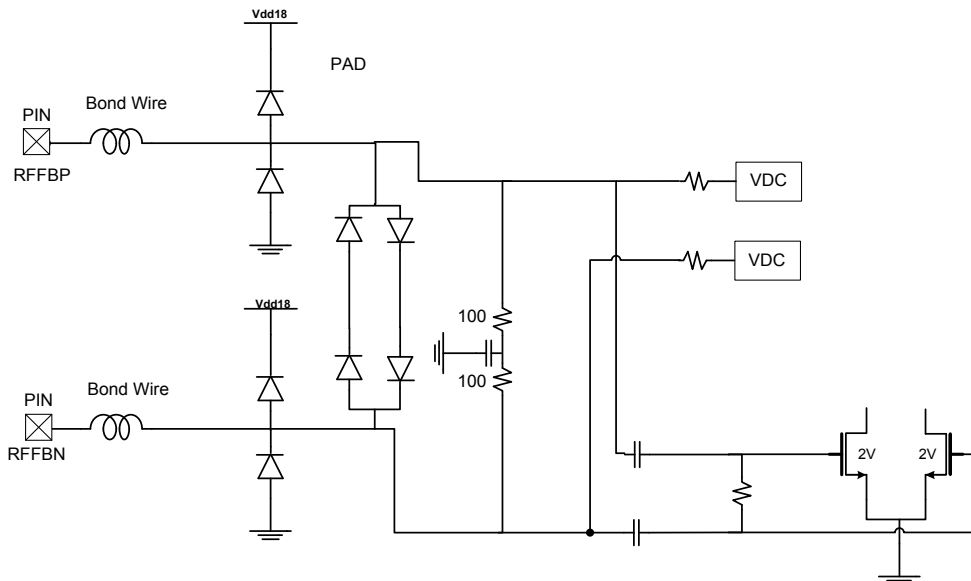 Vdd18
PAD
Bond Wire
PIN
RFFBP
VDC
VDC
Vdd18
100
100
Bond Wire
PIN
RFFBN
2V
2V